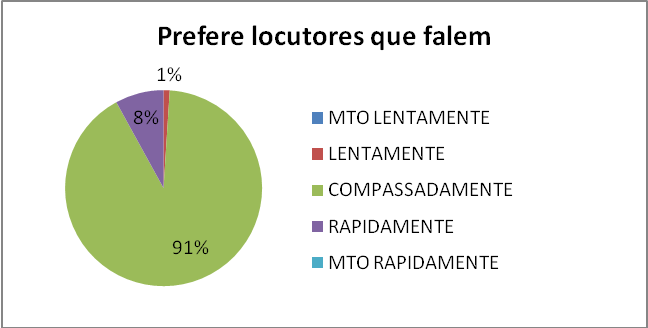 Prefere locutores que falem
1%
8%
91%
MTO LENTAMENTE
LENTAMENTE
COMPASSADAMENTE
RAPIDAMENTE
MTO RAPIDAMENTE